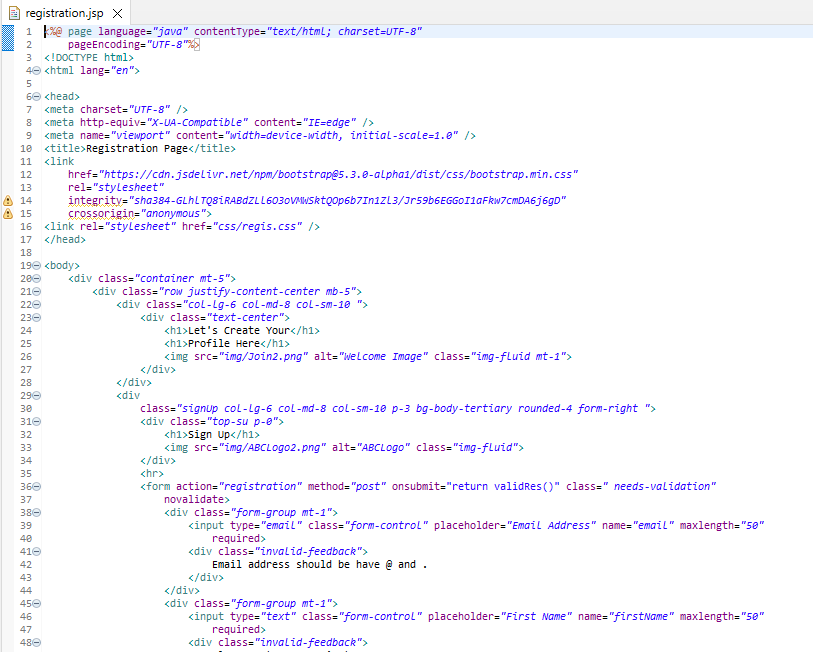 registration.jsp
1 <%@ page language="java" contentType="text/html; charset=UTF-8"
2 pageEncoding="UTF-8"%>
3 <!DOCTYPE html>
4 <html lang="en">
5
6 <head>
7 <meta charset="UTF-8" />
8 <meta http-equiv="X-UA-Compatible" content="IE=edge" />
9 <meta name="viewport" content="width=device-width, initial-scale=1.0" />
10 <title>Registration Page</title>
11 <link
12 href="https://cdn.jsdelivr.net/npm/bootstrap@5.3.0-alpha1/dist/css/bootstrap.min.css"
13 rel="stylesheet"
14 integrity="sha384-GLhlTQ8iRABdZLl6O3oVMWSktQOp6b7In1Zl3/Jr59b6EGGoI1aFkw7cmDA6j6gD"
15 crossorigin="anonymous">
16 <link rel="stylesheet" href="css/regis.css" />
17 </head>
18
19 <body>
20 <div class="container mt-5">
21 <div class="row justify-content-center mb-5">
22 <div class="col-lg-6 col-md-8 col-sm-10 ">
23 <div class="text-center">
24 <h1>Let's Create Your</h1>
25 <h1>Profile Here</h1>
26 <img src="img/Join2.png" alt="Welcome Image" class="img-fluid mt-1">
27 </div>
28 </div>
29 <div
30 class="signUp col-lg-6 col-md-8 col-sm-10 p-3 bg-body-tertiary rounded-4 form-right ">
31 <div class="top-su p-0">
32 <h1>Sign Up</h1>
33 <img src="img/ABCLogo2.png" alt="ABCLogo" class="img-fluid">
34 </div>
35 <hr>
36 <form action="registration" method="post" onsubmit="return validRes()" class=" needs-validation"
37 novalidate>
38 <div class="form-group mt-1">
39 <input type="email" class="form-control" placeholder="Email Address" name="email" maxlength="50"
40 required>
41 <div class="invalid-feedback">
42 Email address should be have @ and .
43 </div>
44 </div>
45 <div class="form-group mt-1">
46 <input type="text" class="form-control" placeholder="First Name" name="firstName" maxlength="50"
47 required>
48 <div class="invalid-feedback">